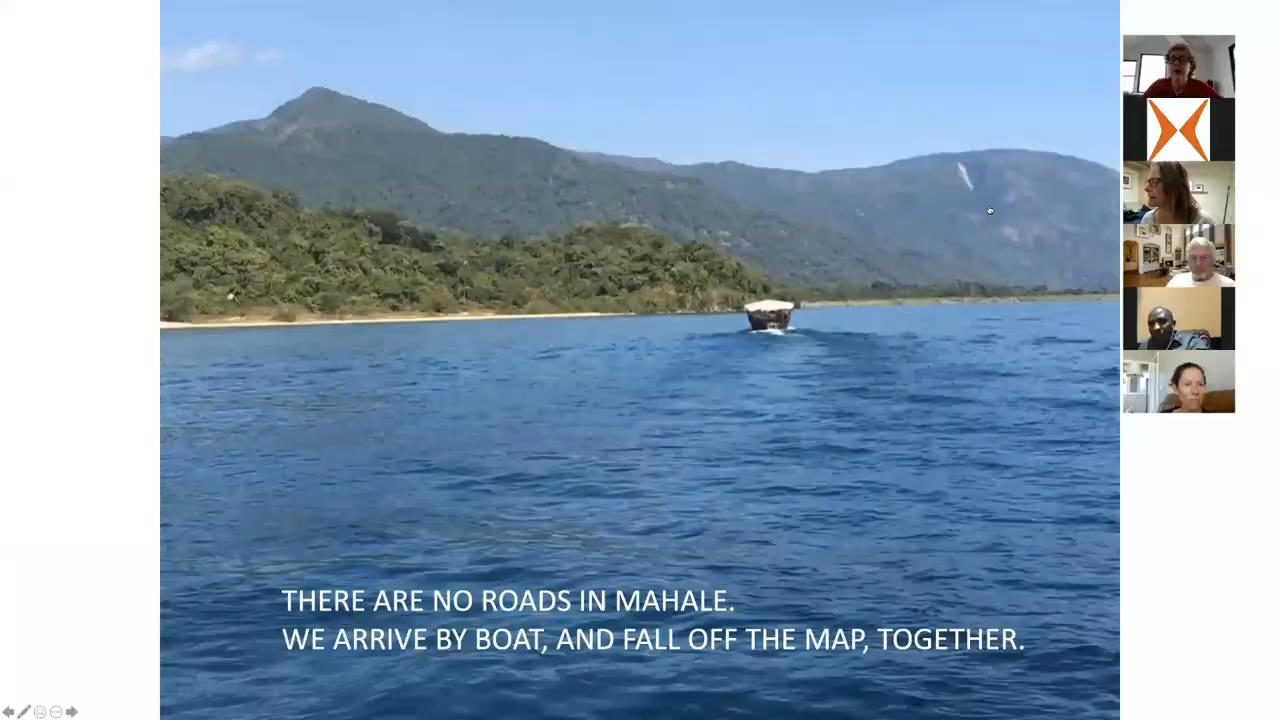 THERE ARE NO ROADS IN MAHALE.
WE ARRIVE BY BOAT, AND FALL OFF THE MAP, TOGETHER.